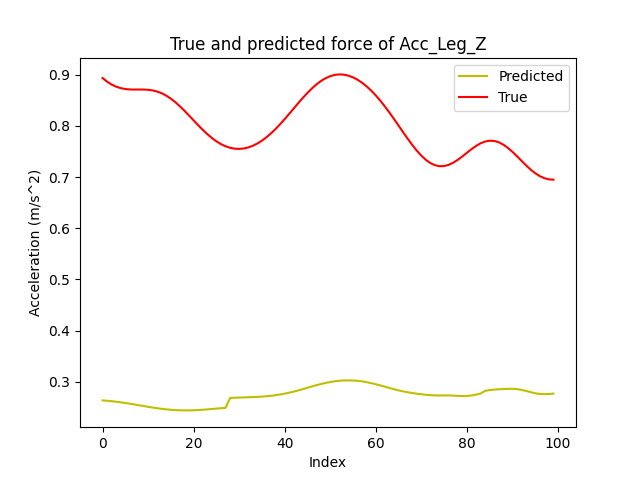 True and predicted force of Acc_Leg_Z
Predicted
True
Acceleration (m/s^2)
0.9
0.8
0.7
0.6
0.5
0.4
0.3
0 20 40 60 80 100
Index